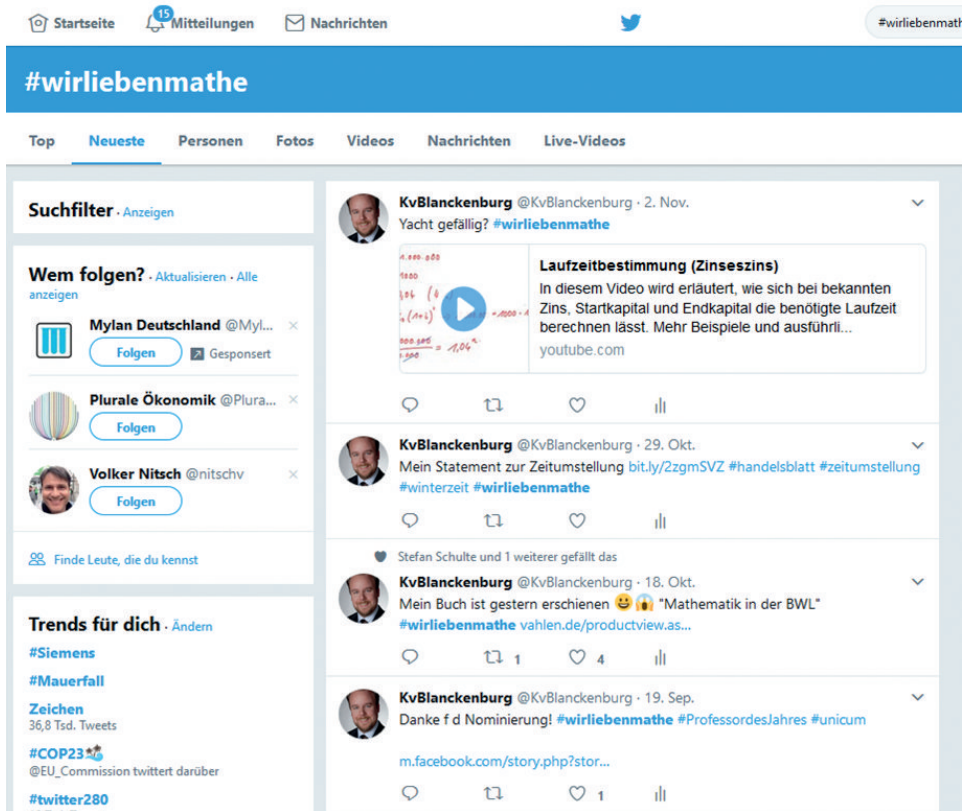 Startseite 15 Mitteilungen Nachrichten #wirliebenmath
#wirliebenmathe
Top Neueste Personen Fotos Videos Nachrichten Live-Videos
Suchfilter · Anzeigen
Wem folgen? · Aktualisieren · Alle
anzeigen
Mylan Deutschland @Myl... ×
Folgen Gesponsert
Plurale Ökonomik @Plura... ×
Folgen
Volker Nitsch @nitschv ×
Folgen
Finde Leute, die du kennst
Trends für dich · Ändern
#Siemens
#Mauerfall
Zeichen
36,8 Tsd. Tweets
#COP23
@EU_Commission twittert darüber
#twitter280
KvBlanckenburg @KvBlanckenburg · 2. Nov.
Yacht gefällig? #wirliebenmathe
Laufzeitbestimmung (Zinseszins)
In diesem Video wird erläutert, wie sich bei bekannten
Zins, Startkapital und Endkapital die benötigte Laufzeit
berechnen lässt. Mehr Beispiele und ausführli...
youtube.com
KvBlanckenburg @KvBlanckenburg · 29. Okt.
Mein Statement zur Zeitumstellung bit.ly/2zgmSVZ #handelsblatt #zeitumstellung
#winterzeit #wirliebenmathe
Stefan Schulte und 1 weiterer gefällt das
KvBlanckenburg @KvBlanckenburg · 18. Okt.
Mein Buch ist gestern erschienen 😀😱 "Mathematik in der BWL"
#wirliebenmathe vahlen.de/productview.as...
1 4
KvBlanckenburg @KvBlanckenburg · 19. Sep.
Danke f d Nominierung! #wirliebenmathe #ProfessordesJahres #unicum
m.facebook.com/story.php?stor...
1